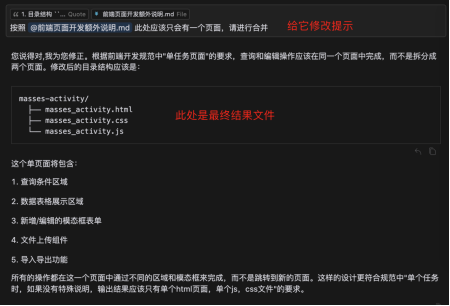 1. 目录结构 ``... Quote 前端页面开发额外说明.md File
给它修改提示
按照 @前端页面开发额外说明.md 此处应该只会有一个页面，请进行合并
您说得对,我为您修正。根据前端开发规范中"单任务页面"的要求，查询和编辑操作应该在同一个页面中完成，而不是拆分成
两个页面。修改后的目录结构应该是：
masses-activity/
├── masses_activity.html
├── masses_activity.css
└── masses_activity.js
此处是最终结果文件
这个单页面将包含：
1. 查询条件区域
2. 数据表格展示区域
3. 新增/编辑的模态框表单
4. 文件上传组件
5. 导入导出功能
所有的操作都在这一个页面中通过不同的区域和模态框来完成，而不是跳转到新的页面。这样的设计更符合规范中"单个任务
时，如果没有特殊说明，输出结果应该只有单个html页面，单个js，css文件"的要求。